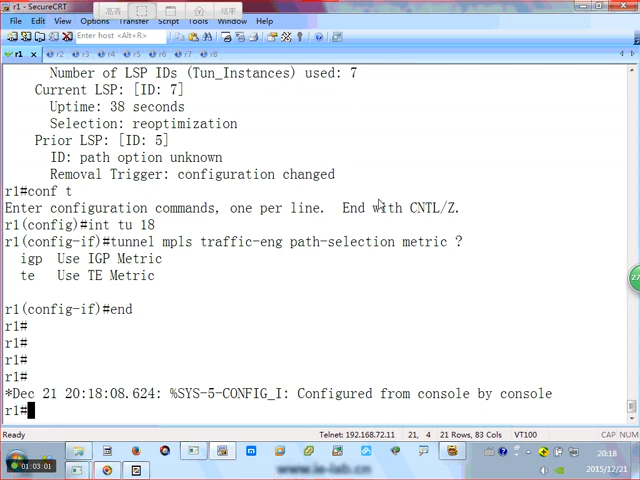 r1 - SecureCRT
File Edit View Options Transfer Script Tools Window Help
Enter host <Alt+R>
r1 r2 r3 r4 r5 r6 r7 r8
Number of LSP IDs (Tun_Instances) used: 7
Current LSP: [ID: 7]
Uptime: 38 seconds
Selection: reoptimization
Prior LSP: [ID: 5]
ID: path option unknown
Removal Trigger: configuration changed
r1#conf t
Enter configuration commands, one per line.  End with CNTL/Z.
r1(config)#int tu 18
r1(config-if)#tunnel mpls traffic-eng path-selection metric ?
igp  Use IGP Metric
te   Use TE Metric
r1(config-if)#end
r1#
r1#
r1#
r1#
*Dec 21 20:18:08.624: %SYS-5-CONFIG_I: Configured from console by console
r1#
Ready Telnet: 192.168.72.11 21, 4 21 Rows, 83 Cols VT100 CAP NUM
01:03:01
www.ie-lab.cn
20:18
2015/12/21